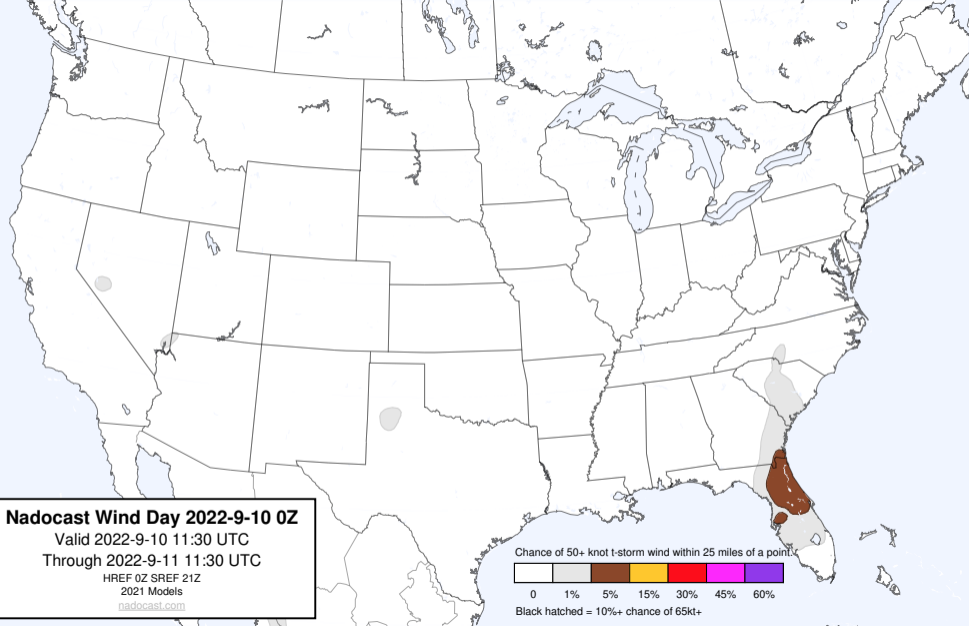 Nadocast Wind Day 2022-9-10 0Z
Valid 2022-9-10 11:30 UTC
Through 2022-9-11 11:30 UTC
HREF 0Z SREF 21Z
2021 Models
nadocast.com
Chance of 50+ knot t-storm wind within 25 miles of a point.
0 1% 5% 15% 30% 45% 60%
Black hatched = 10%+ chance of 65kt+